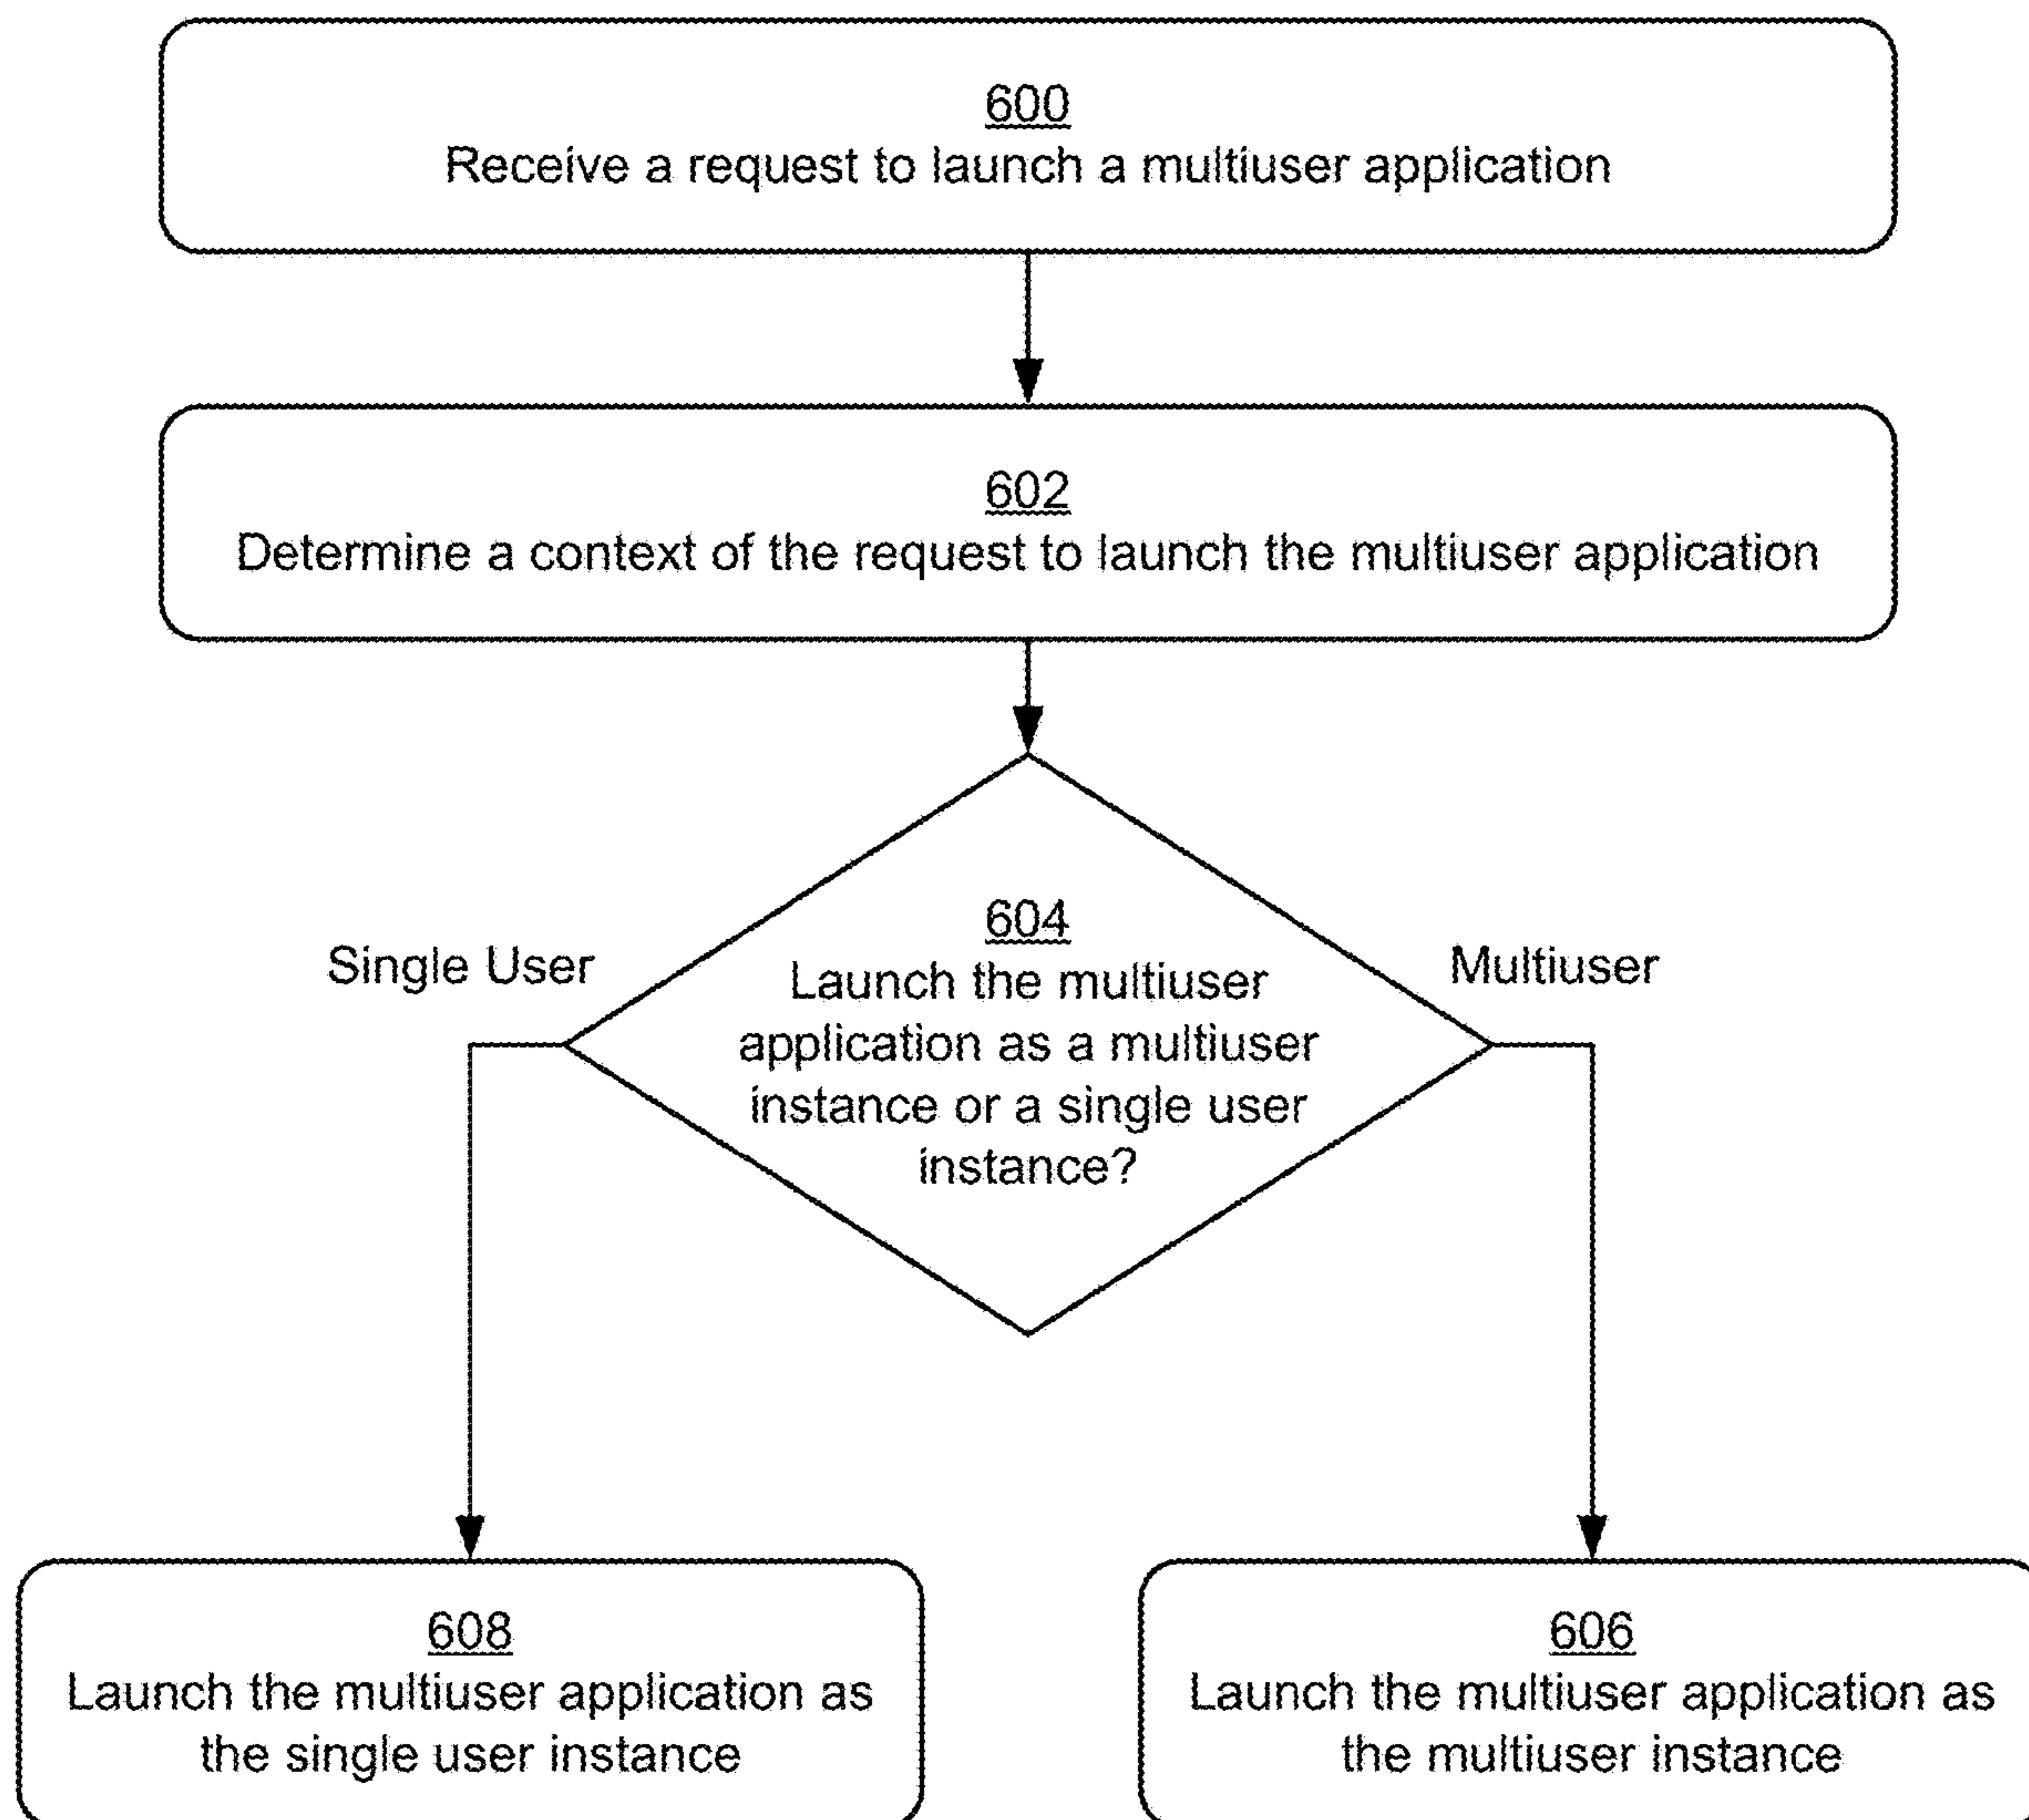 600
Receive a request to launch a multiuser application
602
Determine a context of the request to launch the multiuser application
604
Launch the multiuser
application as a multiuser
instance or a single user
instance?
Single User
Multiuser
608
Launch the multiuser application as
the single user instance
606
Launch the multiuser application as
the multiuser instance